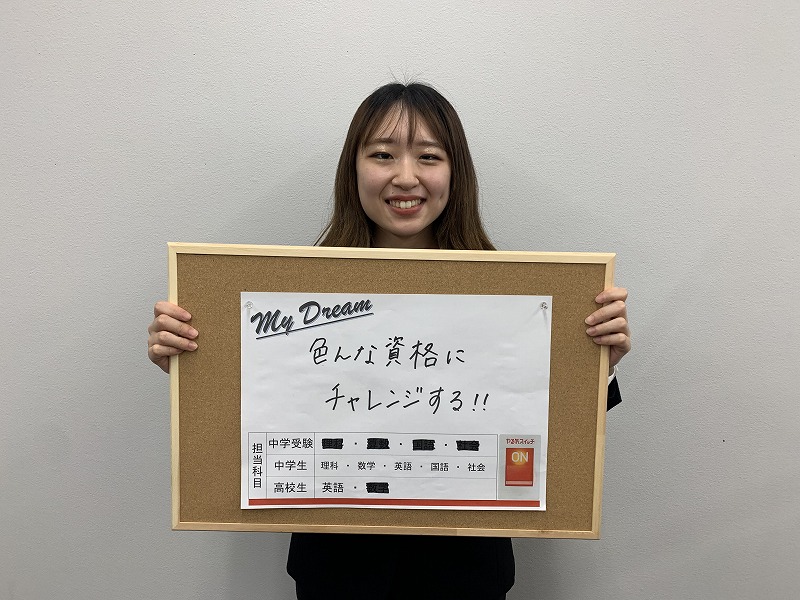 My Dream
色んな資格に
チャレンジする!!
担当科目
中学受験
中学生 理科・数学・英語・国語・社会
高校生 英語・
やる気スイッチ
ON